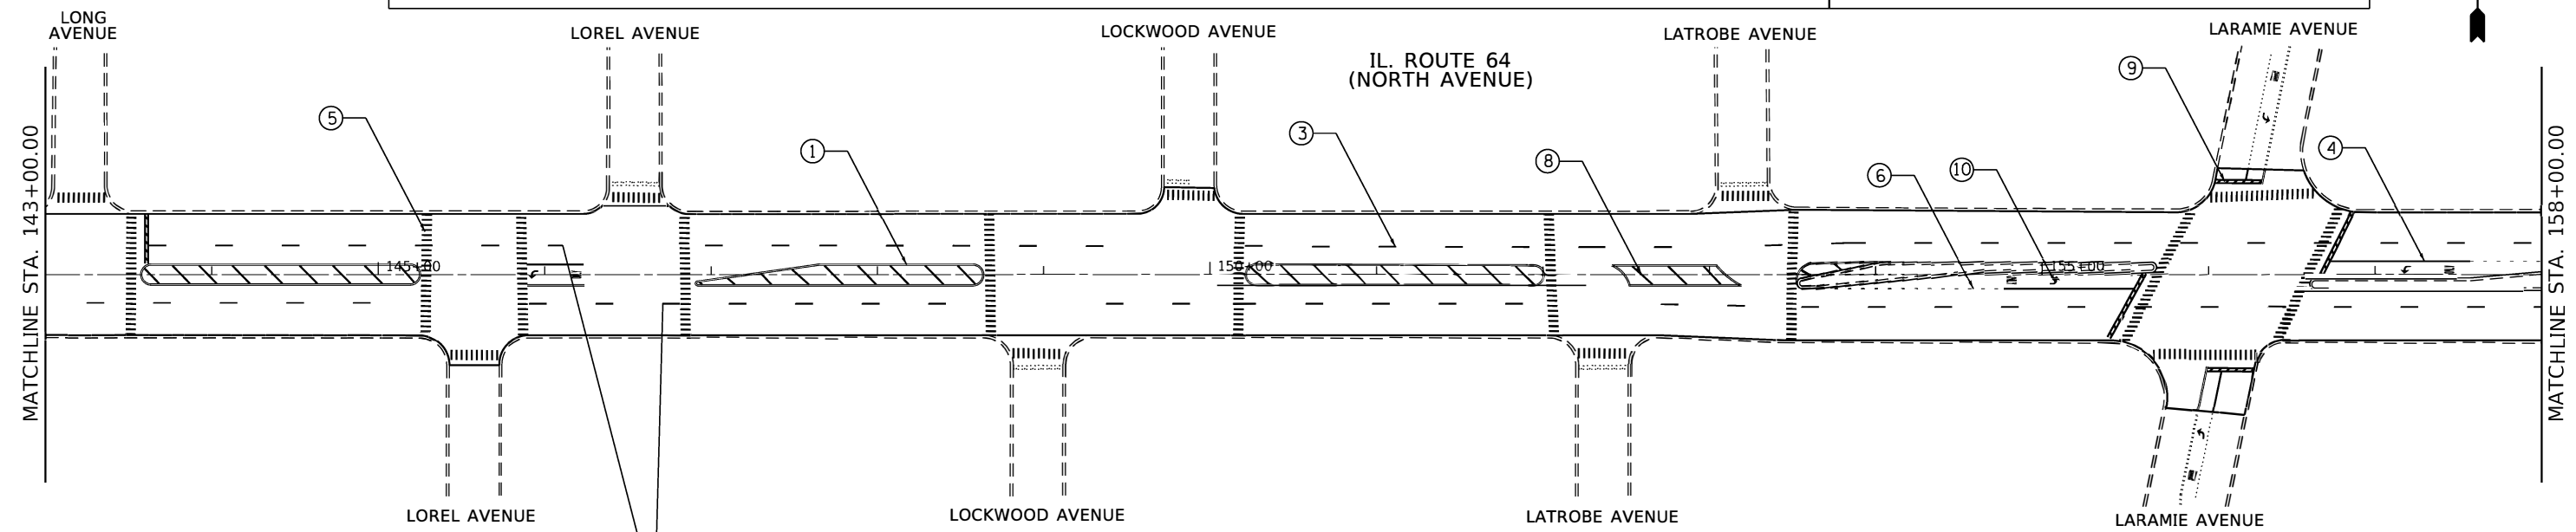 LONG
AVENUE
LOREL AVENUE
LOCKWOOD AVENUE
LATROBE AVENUE
LARAMIE AVENUE
IL. ROUTE 64
(NORTH AVENUE)
9
5
3
4
1
8
10
6
MATCHLINE STA. 143+00.00
MATCHLINE STA. 158+00.00
145+00
150+00
155+00
LOREL AVENUE
LOCKWOOD AVENUE
LATROBE AVENUE
LARAMIE AVENUE